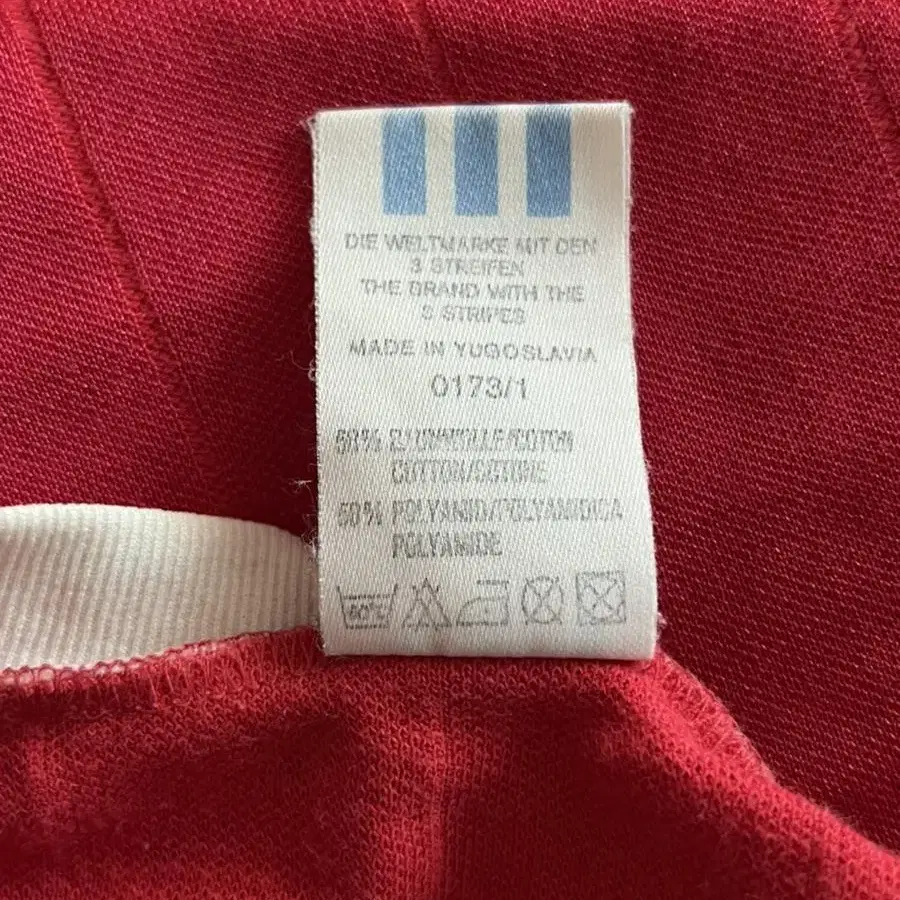 DIE WELTMARKE MIT DEN
3 STREIFEN
THE BRAND WITH THE
3 STRIPES
MADE IN YUGOSLAVIA
0173/1
COTTON/COTONE
50% POLYAMID/POLYAMIDICA
POLYAMIDE
60°C